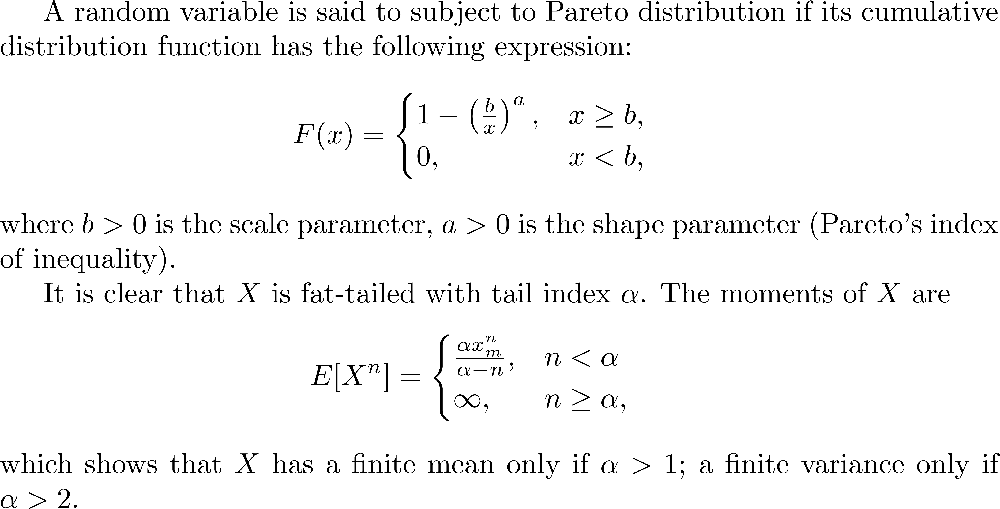 A random variable is said to subject to Pareto distribution if its cumulative
distribution function has the following expression:
$$F(x) = \begin{cases} 1 - \left(\frac{b}{x}\right)^a, & x \geq b, \\ 0, & x < b, \end{cases}$$
where $b > 0$ is the scale parameter, $a > 0$ is the shape parameter (Pareto's index
of inequality).
It is clear that $X$ is fat-tailed with tail index $\alpha$. The moments of $X$ are
$$E[X^n] = \begin{cases} \frac{\alpha x_m^n}{\alpha - n}, & n < \alpha \\ \infty, & n \geq \alpha, \end{cases}$$
which shows that $X$ has a finite mean only if $\alpha > 1$; a finite variance only if
$\alpha > 2$.